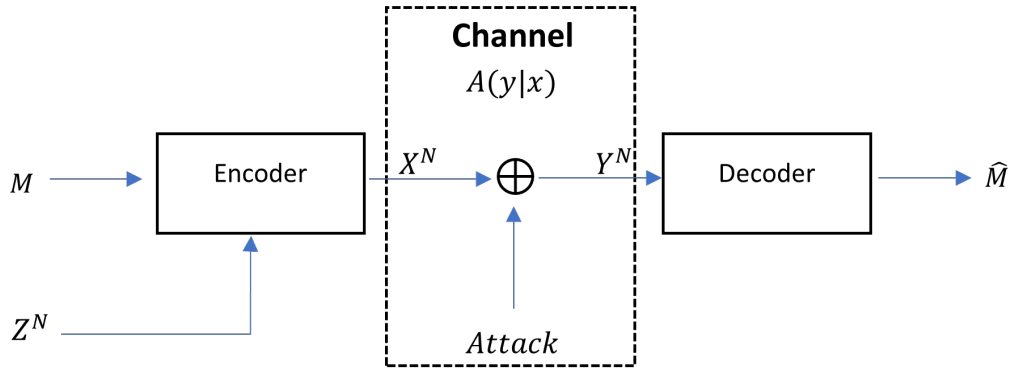 Channel
A(y|x)
M
Encoder
X^N
Y^N
Decoder
M̂
Z^N
Attack